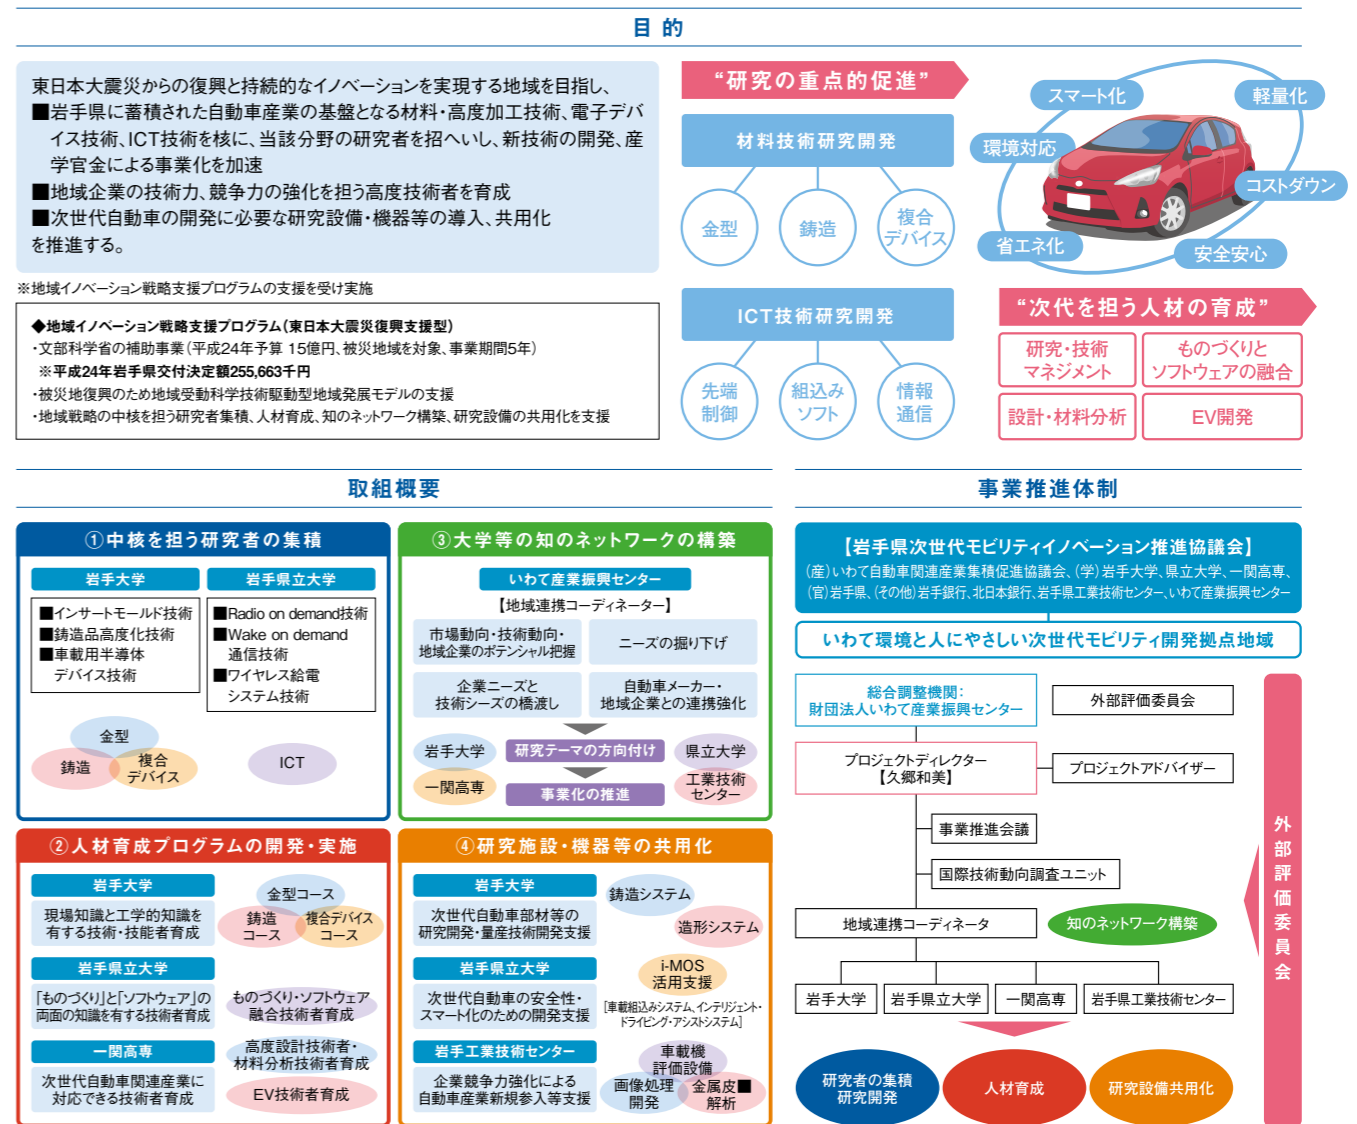 目的
東日本大震災からの復興と持続的なイノベーションを実現する地域を目指し、
■岩手県に蓄積された自動車産業の基盤となる材料・高度加工技術、電子デバ
イス技術、ICT技術を核に、当該分野の研究者を招へいし、新技術の開発、産
学官金による事業化を加速
■地域企業の技術力、競争力の強化を担う高度技術者を育成
■次世代自動車の開発に必要な研究設備・機器等の導入、共用化
を推進する。
※地域イノベーション戦略支援プログラムの支援を受け実施
◆地域イノベーション戦略支援プログラム(東日本大震災復興支援型)
・文部科学省の補助事業(平成24年予算 15億円、被災地域を対象、事業期間5年)
※平成24年岩手県交付決定額255,663千円
・被災地復興のため地域受動科学技術駆動型地域発展モデルの支援
・地域戦略の中核を担う研究者集積、人材育成、知のネットワーク構築、研究設備の共用化を支援
“研究の重点的促進”
材料技術研究開発
金型
鋳造
複合
デバイス
ICT技術研究開発
先端
制御
組込み
ソフト
情報
通信
スマート化
軽量化
環境対応
コストダウン
省エネ化
安全安心
“次代を担う人材の育成”
研究・技術
マネジメント
ものづくりと
ソフトウェアの融合
設計・材料分析
EV開発
取組概要
①中核を担う研究者の集積
岩手大学
■インサートモールド技術
■鋳造品高度化技術
■車載用半導体
デバイス技術
岩手県立大学
■Radio on demand技術
■Wake on demand
通信技術
■ワイヤレス給電
システム技術
金型
鋳造
複合
デバイス
ICT
③大学等の知のネットワークの構築
いわて産業振興センター
【地域連携コーディネーター】
市場動向・技術動向・
地域企業のポテンシャル把握
ニーズの掘り下げ
企業ニーズと
技術シーズの橋渡し
自動車メーカー・
地域企業との連携強化
岩手大学
研究テーマの方向付け
県立大学
一関高専
事業化の推進
工業技術
センター
②人材育成プログラムの開発・実施
岩手大学
現場知識と工学的知識を
有する技術・技能者育成
金型コース
鋳造
コース
複合デバイス
コース
岩手県立大学
「ものづくり」と「ソフトウェア」の
両面の知識を有する技術者育成
ものづくり・ソフトウェア
融合技術者育成
一関高専
次世代自動車関連産業に
対応できる技術者育成
高度設計技術者・
材料分析技術者育成
EV技術者育成
④研究施設・機器等の共用化
岩手大学
次世代自動車部材等の
研究開発・量産技術開発支援
鋳造システム
造形システム
岩手県立大学
次世代自動車の安全性・
スマート化のための開発支援
i-MOS
活用支援
[車載組込みシステム、インテリジェント・
ドライビング・アシストシステム]
岩手工業技術センター
企業競争力強化による
自動車産業新規参入等支援
車載機
評価設備
画像処理
開発
金属皮■
解析
事業推進体制
【岩手県次世代モビリティイノベーション推進協議会】
(産)いわて自動車関連産業集積促進協議会、(学)岩手大学、県立大学、一関高専、
(官)岩手県、(その他)岩手銀行、北日本銀行、岩手県工業技術センター、いわて産業振興センター
いわて環境と人にやさしい次世代モビリティ開発拠点地域
総合調整機関:
財団法人いわて産業振興センター
外部評価委員会
プロジェクトディレクター
【久郷和美】
プロジェクトアドバイザー
事業推進会議
国際技術動向調査ユニット
地域連携コーディネータ
知のネットワーク構築
岩手大学
岩手県立大学
一関高専
岩手県工業技術センター
研究者の集積
研究開発
人材育成
研究設備共用化
外部評価委員会